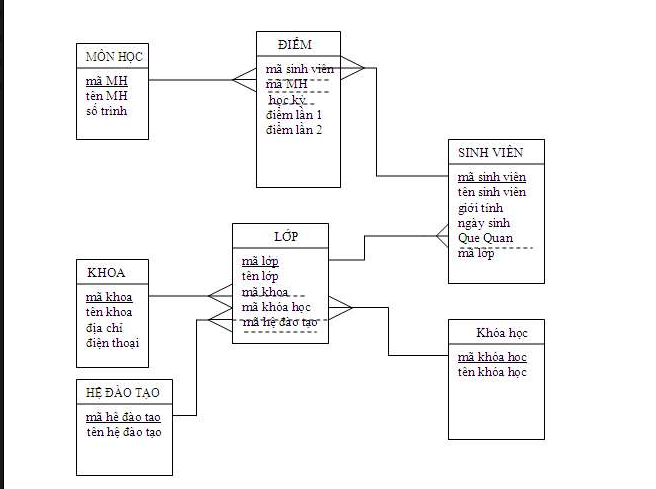 MÔN HỌC
mã MH
tên MH
số trình
ĐIỂM
mã sinh viên
mã MH
học kỳ
điểm lần 1
điểm lần 2
SINH VIÊN
mã sinh viên
tên sinh viên
giới tính
ngày sinh
Que Quan
mã lớp
LỚP
mã lớp
tên lớp
mã khoa
mã khóa học
mã hệ đào tạo
KHOA
mã khoa
tên khoa
địa chỉ
điện thoại
Khóa học
mã khóa học
tên khóa học
HỆ ĐÀO TẠO
mã hê đào tao
tên hệ đào tạo